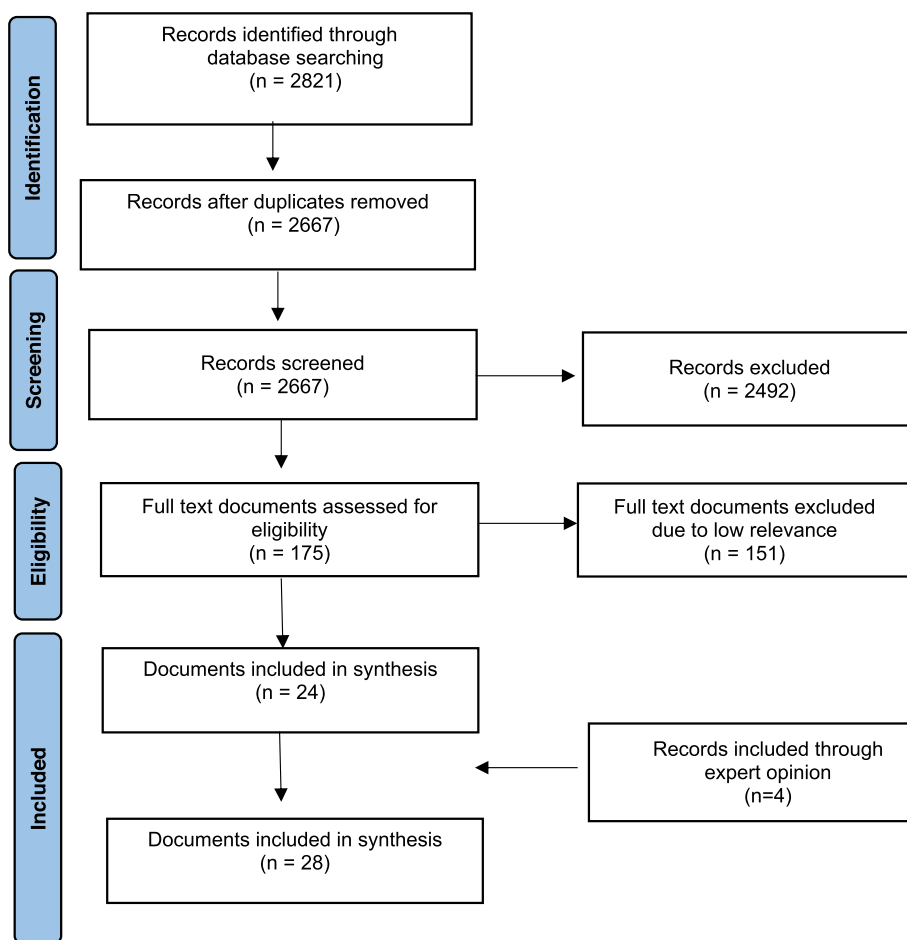 Identification
Records identified through
database searching
(n = 2821)
Records after duplicates removed
(n = 2667)
Screening
Records screened
(n = 2667)
Records excluded
(n = 2492)
Eligibility
Full text documents assessed for
eligibility
(n = 175)
Full text documents excluded
due to low relevance
(n = 151)
Included
Documents included in synthesis
(n = 24)
Records included through
expert opinion
(n=4)
Documents included in synthesis
(n = 28)